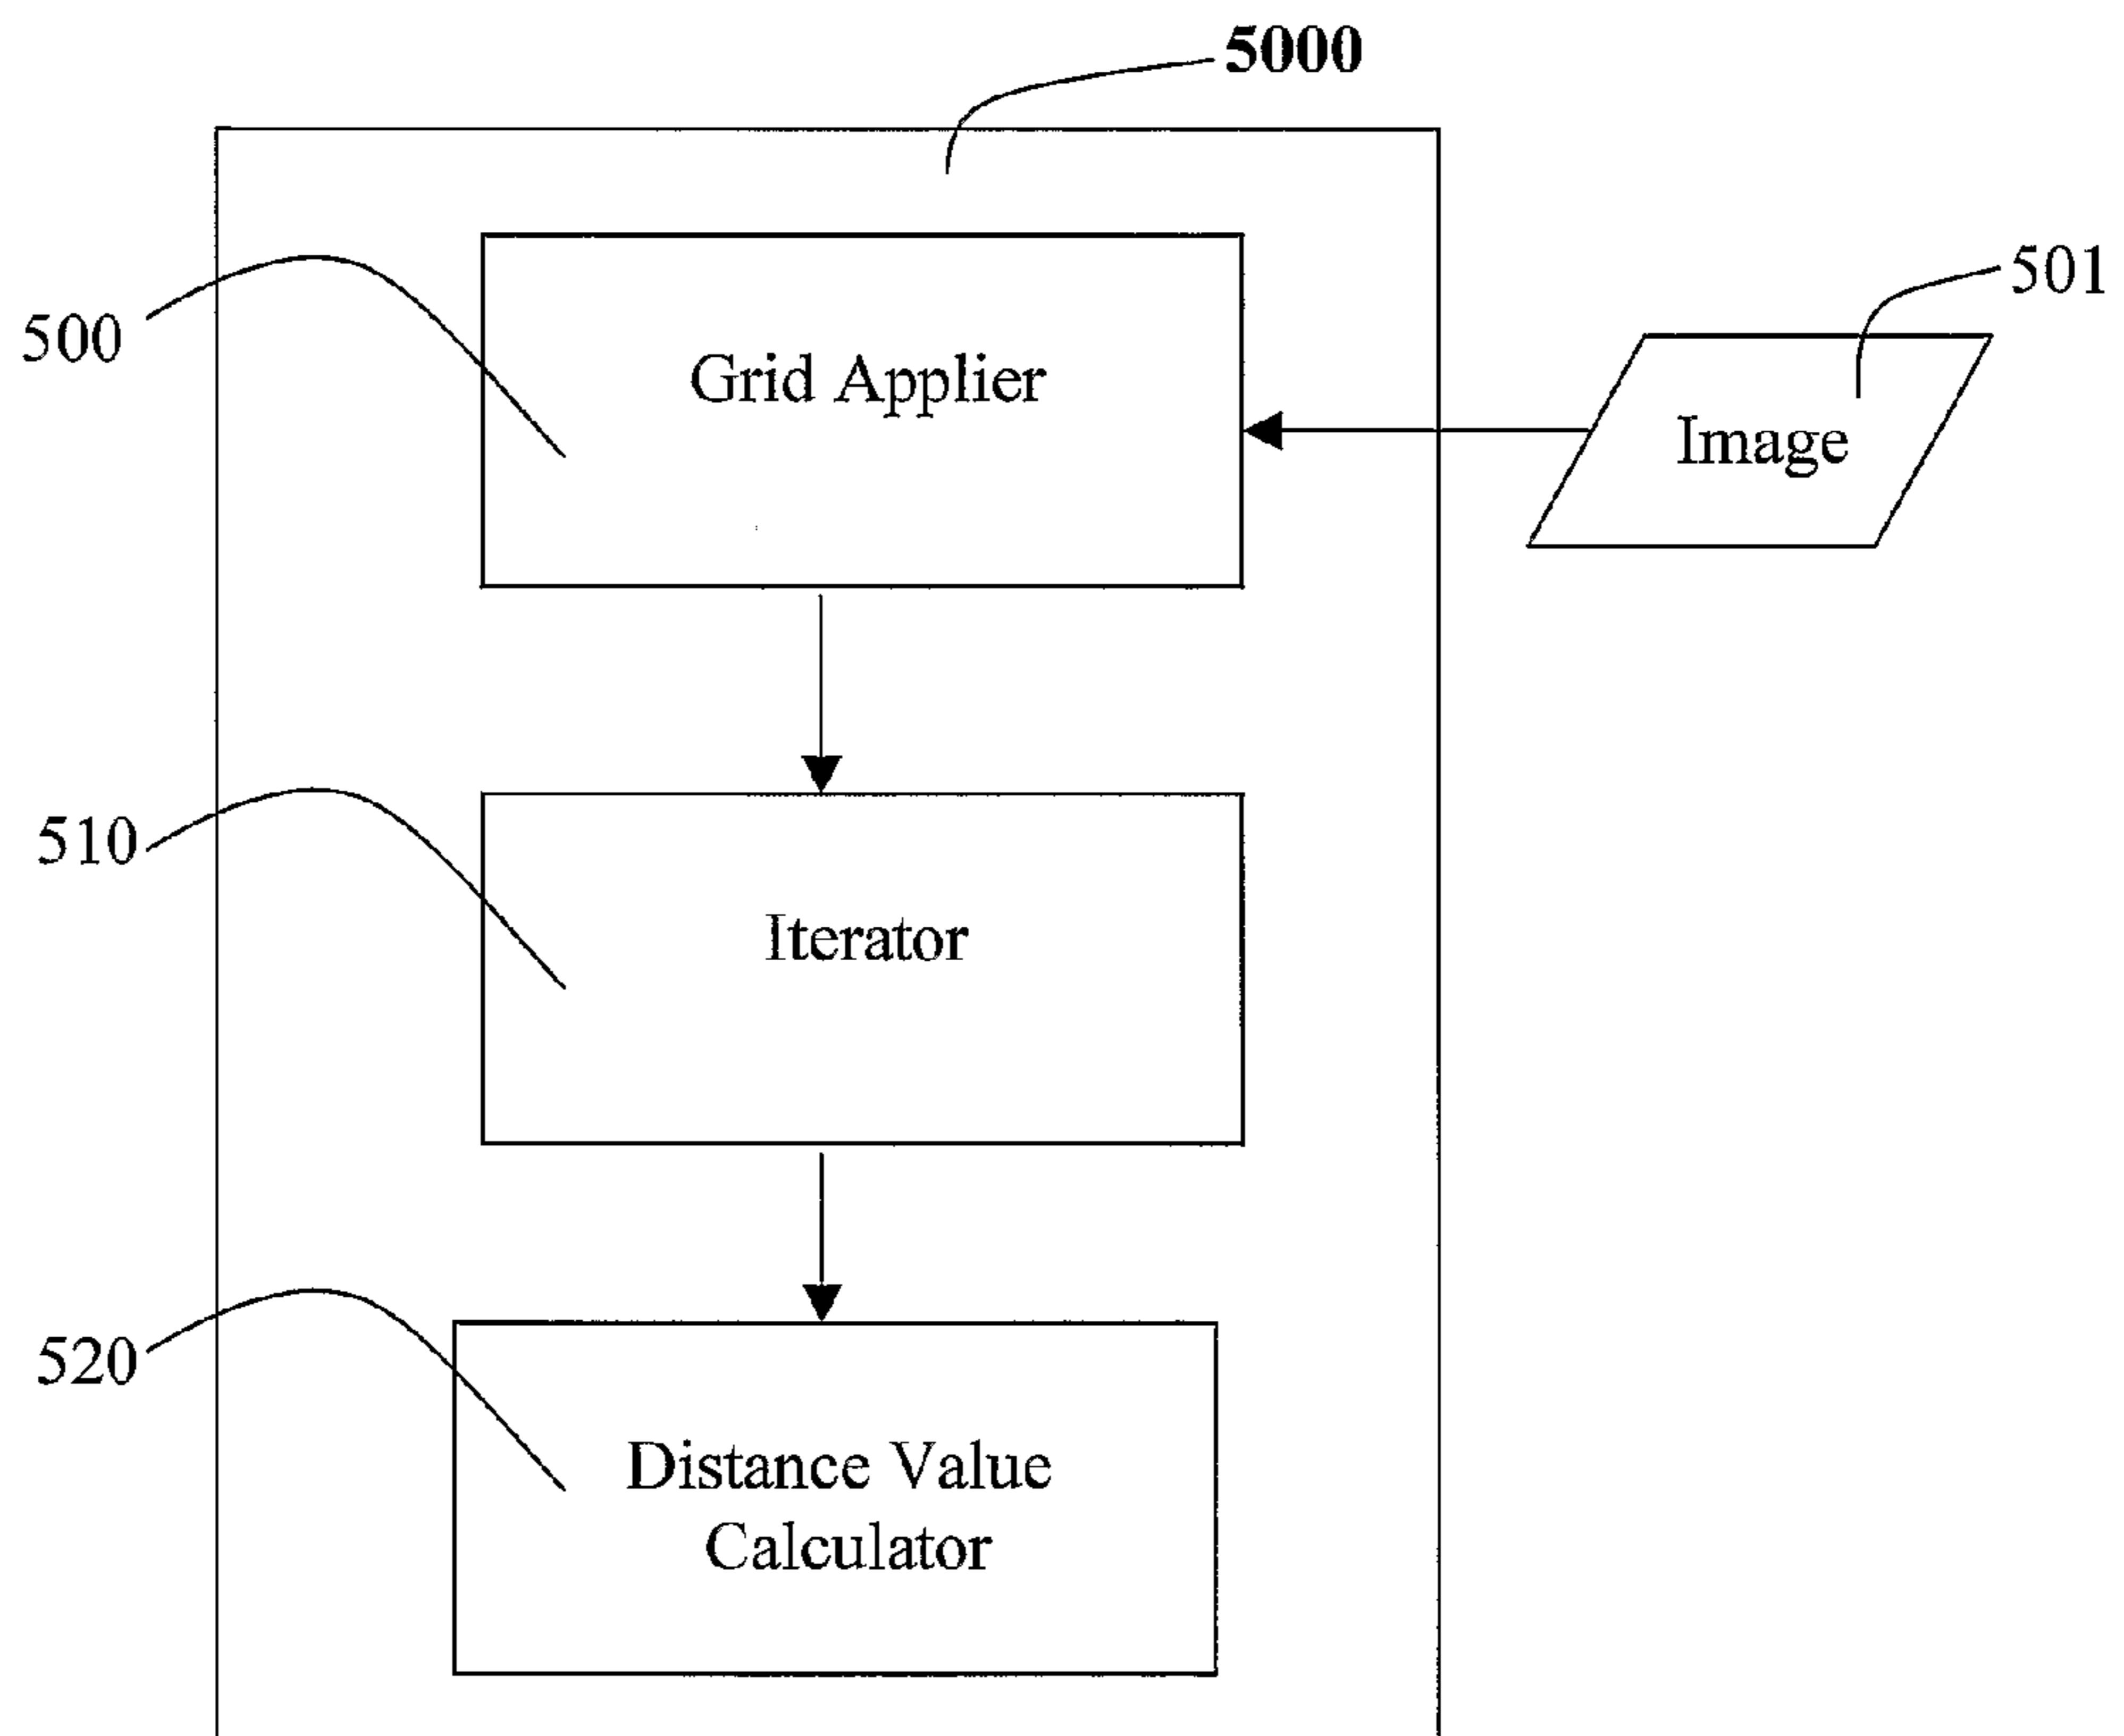 5000
501
500
Grid Applier
Image
510
Iterator
520
Distance Value
Calculator